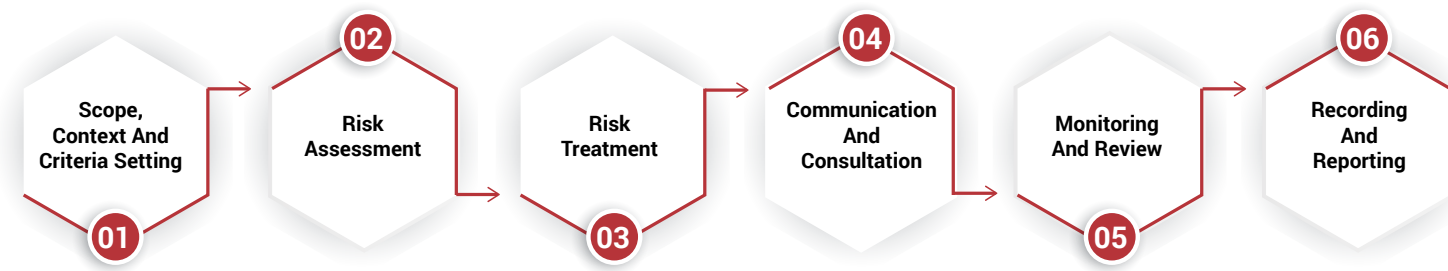 01
Scope,
Context And
Criteria Setting
02
Risk
Assessment
03
Risk
Treatment
04
Communication
And
Consultation
05
Monitoring
And Review
06
Recording
And
Reporting